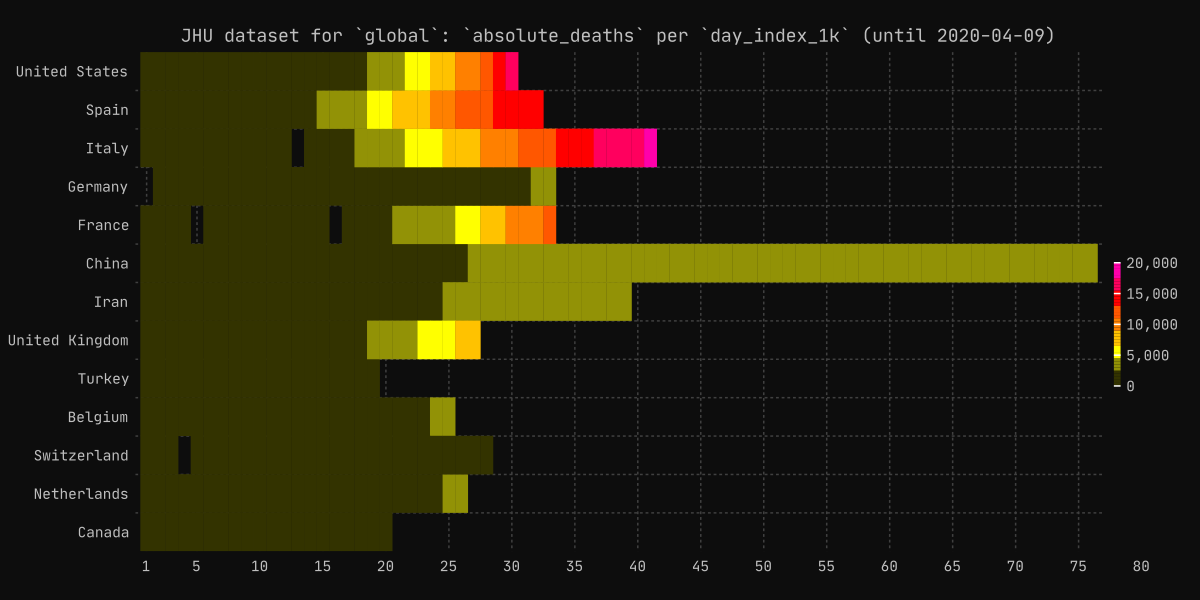 JHU dataset for `global`: `absolute_deaths` per `day_index_1k` (until 2020-04-09)
United States
Spain
Italy
Germany
France
China
Iran
United Kingdom
Turkey
Belgium
Switzerland
Netherlands
Canada
20,000
15,000
10,000
5,000
0
1 5 10 15 20 25 30 35 40 45 50 55 60 65 70 75 80